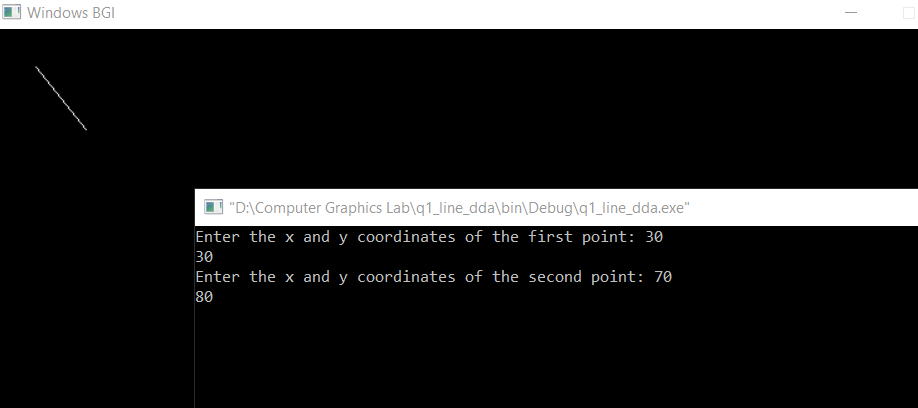 Windows BGI
"D:\Computer Graphics Lab\q1_line_dda\bin\Debug\q1_line_dda.exe"
Enter the x and y coordinates of the first point: 30
30
Enter the x and y coordinates of the second point: 70
80